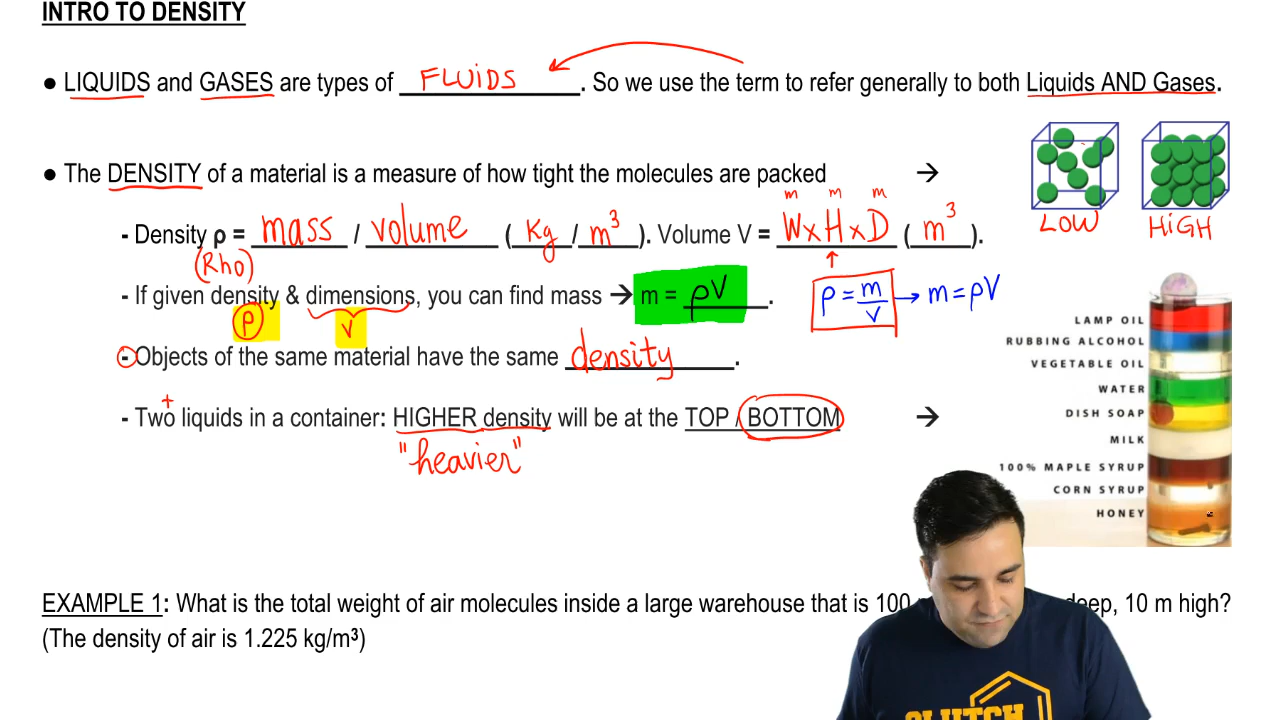 INTRO TO DENSITY
● LIQUIDS and GASES are types of FLUIDS. So we use the term to refer generally to both Liquids AND Gases.
● The DENSITY of a material is a measure of how tight the molecules are packed →
LOW HIGH
m m m
- Density ρ = mass / volume (Kg / m³). Volume V = W x H x D (m³).
(Rho)
- If given density & dimensions, you can find mass → m = ρV.
ρ = m/V → m = ρV
ρ V
- Objects of the same material have the same density.
+
- Two liquids in a container: HIGHER density will be at the TOP / BOTTOM →
"heavier"
LAMP OIL
RUBBING ALCOHOL
VEGETABLE OIL
WATER
DISH SOAP
MILK
100% MAPLE SYRUP
CORN SYRUP
HONEY
EXAMPLE 1: What is the total weight of air molecules inside a large warehouse that is 100 deep, 10 m high?
(The density of air is 1.225 kg/m³)
CLUTCH